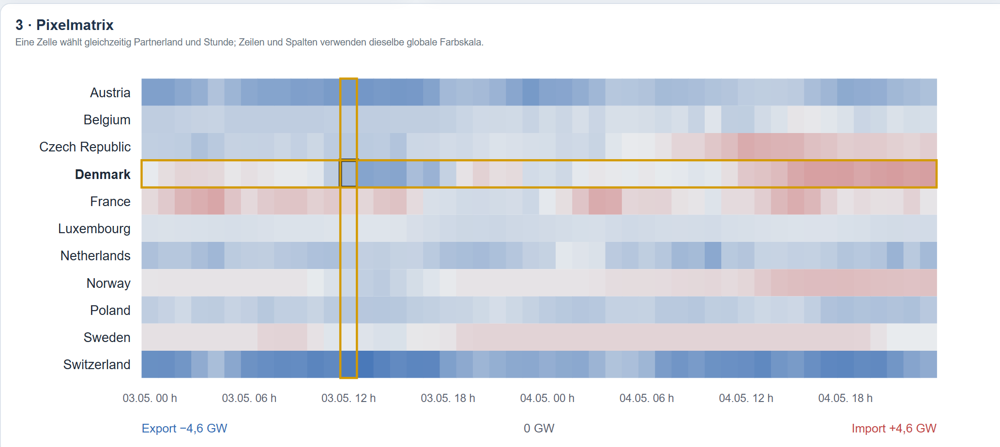 3 · Pixelmatrix
Eine Zelle wählt gleichzeitig Partnerland und Stunde; Zeilen und Spalten verwenden dieselbe globale Farbskala.
Austria
Belgium
Czech Republic
Denmark
France
Luxembourg
Netherlands
Norway
Poland
Sweden
Switzerland
03.05. 00 h 03.05. 06 h 03.05. 12 h 03.05. 18 h 04.05. 00 h 04.05. 06 h 04.05. 12 h 04.05. 18 h
Export −4,6 GW 0 GW Import +4,6 GW